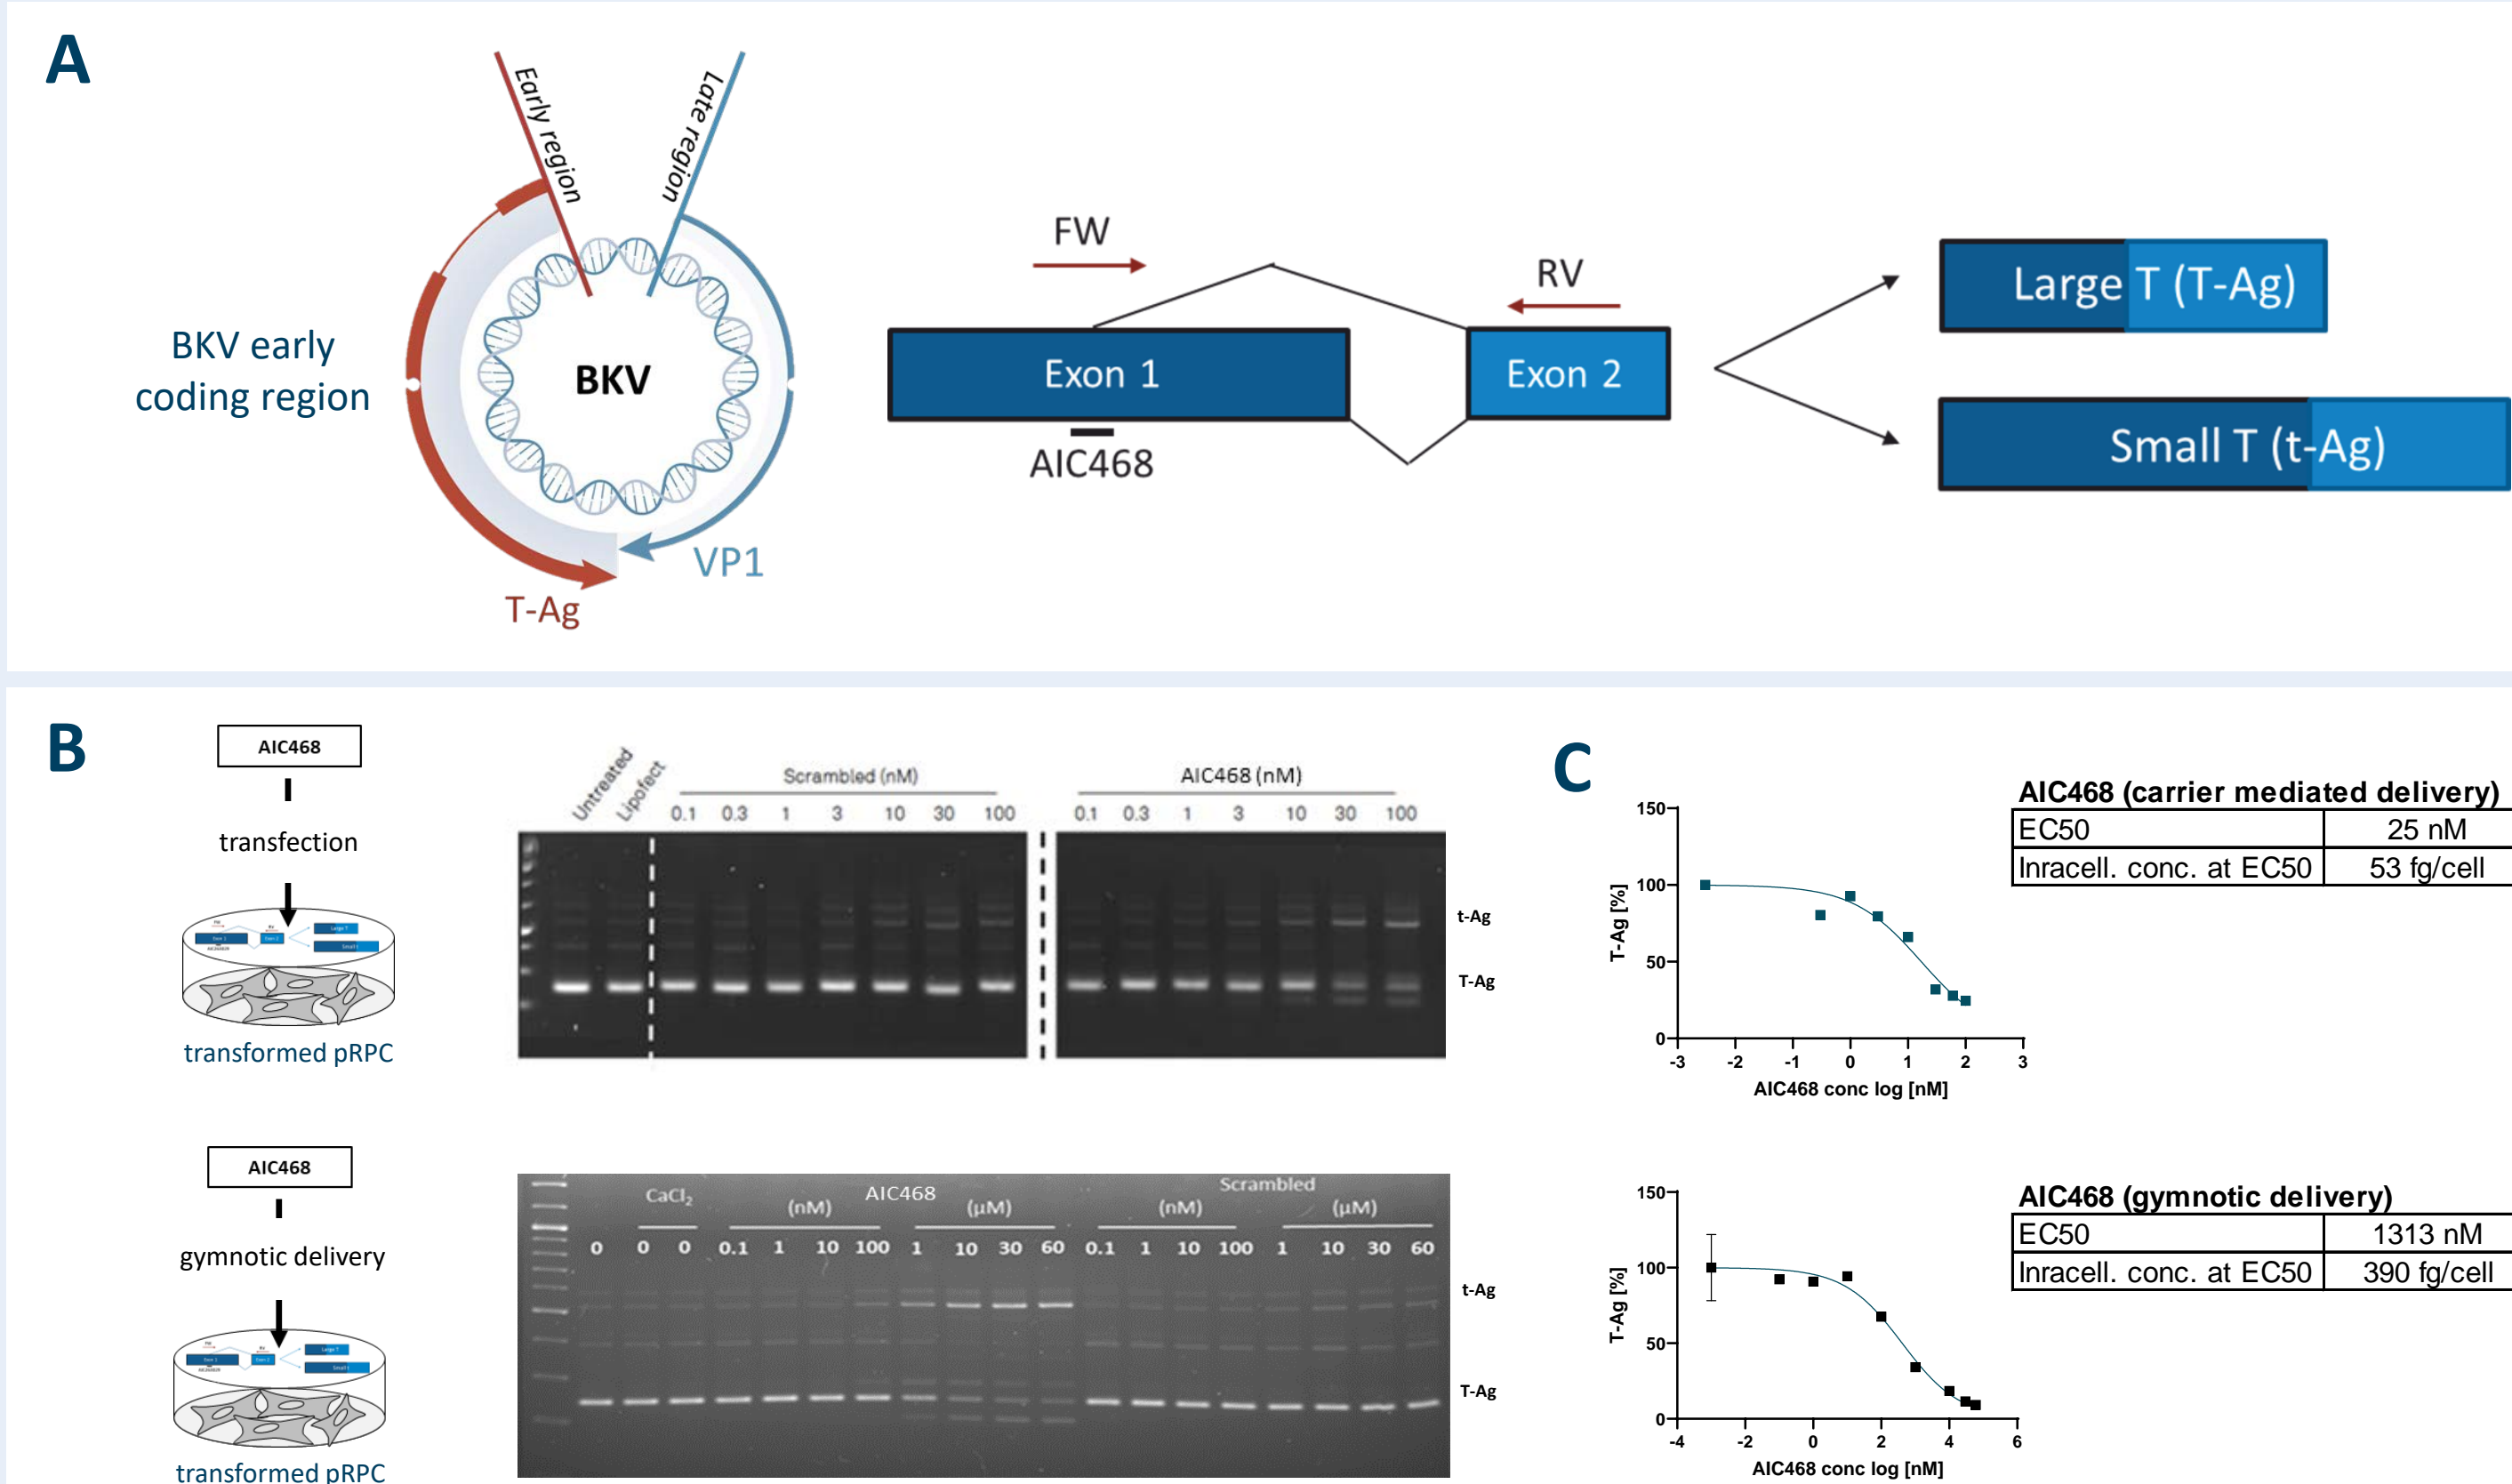 A
Early region
Late region
BKV early
coding region
BKV
T-Ag
VP1
FW
RV
Exon 1
Exon 2
AIC468
Large T (T-Ag)
Small T (t-Ag)
B
AIC468
transfection
transformed pRPC
Untreated
Lipofect
Scrambled (nM)
0.1 0.3 1 3 10 30 100
AIC468 (nM)
0.1 0.3 1 3 10 30 100
t-Ag
T-Ag
AIC468
gymnotic delivery
transformed pRPC
CaCl2
AIC468
Scrambled
(nM) (µM) (nM) (µM)
0 0 0 0.1 1 10 100 1 10 30 60 0.1 1 10 100 1 10 30 60
t-Ag
T-Ag
C
T-Ag [%]
150
100
50
0
-3 -2 -1 0 1 2 3
AIC468 conc log [nM]
AIC468 (carrier mediated delivery)
EC50 25 nM
Inracell. conc. at EC50 53 fg/cell
T-Ag [%]
150
100
50
0
-4 -2 0 2 4 6
AIC468 conc log [nM]
AIC468 (gymnotic delivery)
EC50 1313 nM
Inracell. conc. at EC50 390 fg/cell